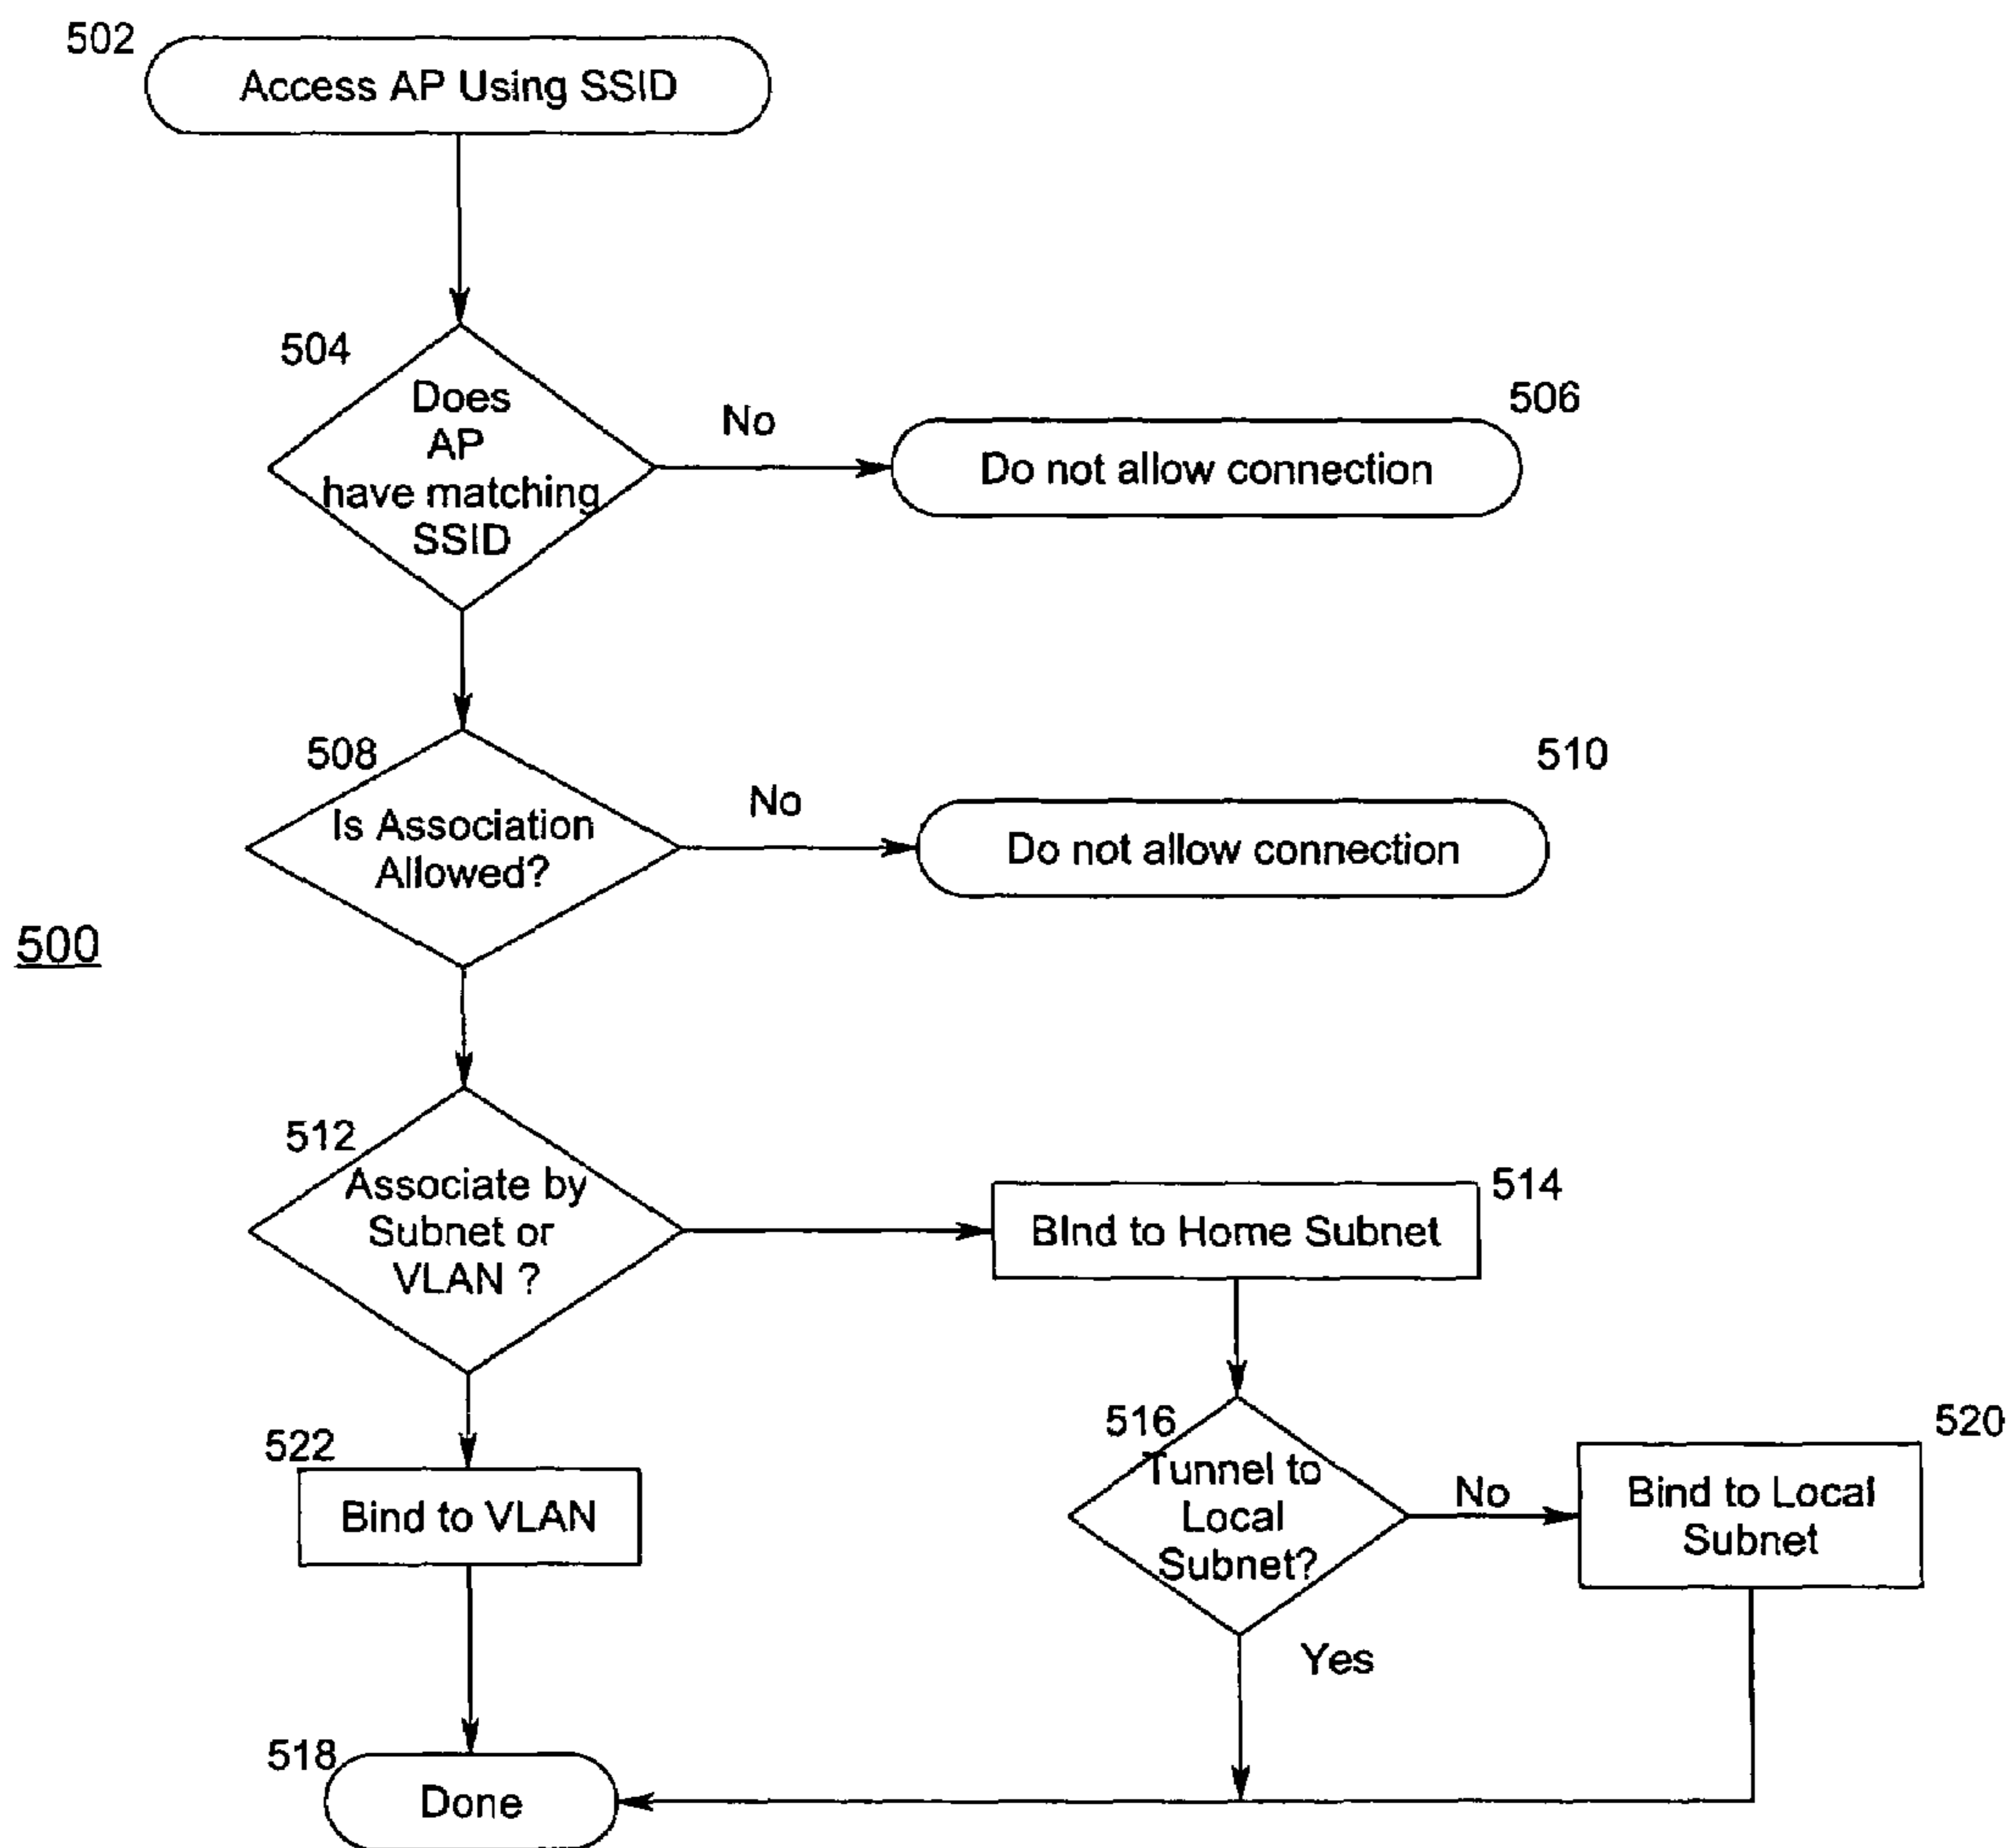 502
Access AP Using SSID
504
Does
AP
have matching
SSID
No
506
Do not allow connection
508
Is Association
Allowed?
No
510
Do not allow connection
500
512
Associate by
Subnet or
VLAN ?
514
BInd to Home Subnet
516
Tunnel to
Local
Subnet?
No
520
Bind to Local
Subnet
522
Bind to VLAN
Yes
518
Done